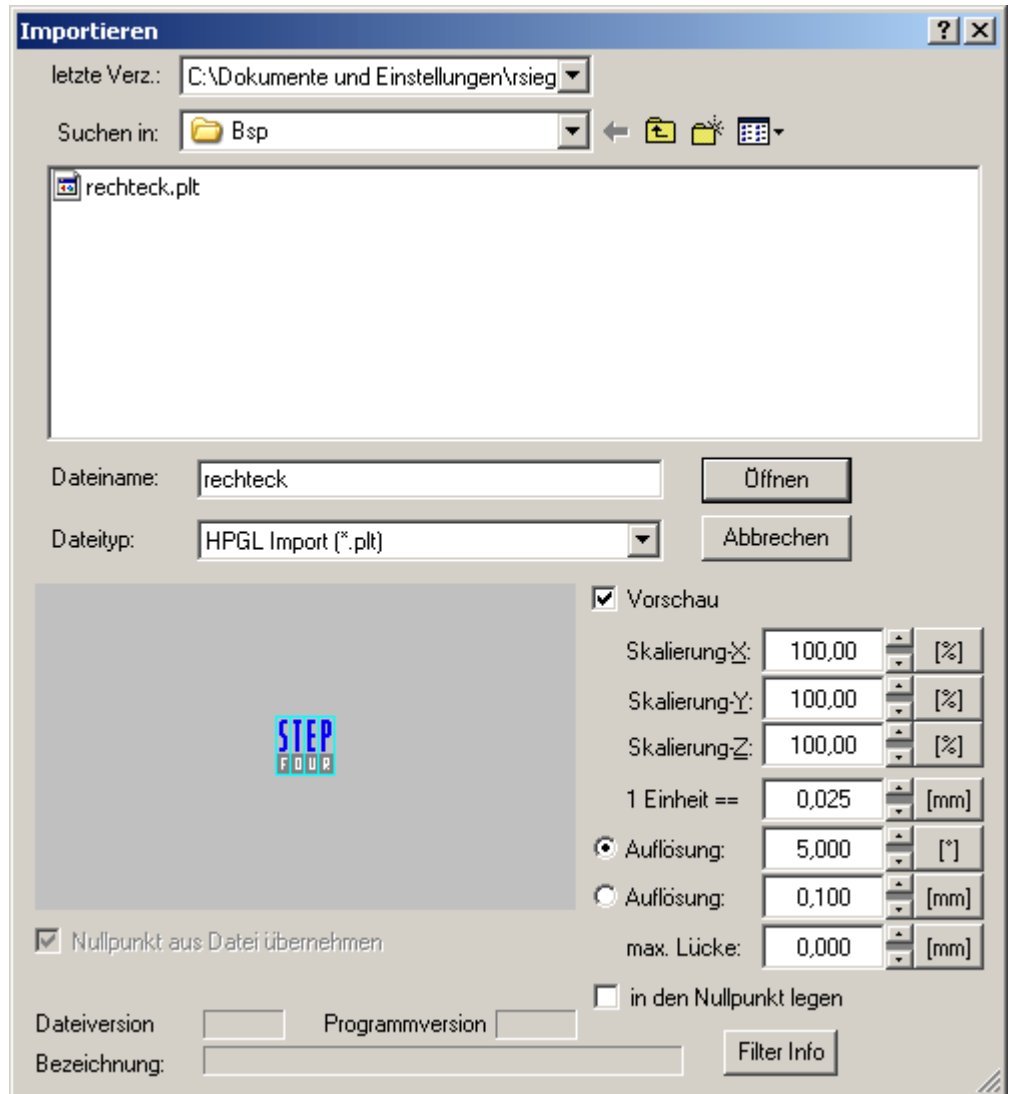 Importieren
letzte Verz.: C:\Dokumente und Einstellungen\rsieg
Suchen in: Bsp
rechteck.plt
Dateiname: rechteck Öffnen
Dateityp: HPGL Import (*.plt) Abbrechen
Vorschau
Skalierung-X: 100,00 [%]
Skalierung-Y: 100,00 [%]
STEP
FOUR
Skalierung-Z: 100,00 [%]
1 Einheit == 0,025 [mm]
Auflösung: 5,000 [°]
Auflösung: 0,100 [mm]
Nullpunkt aus Datei übernehmen max. Lücke: 0,000 [mm]
in den Nullpunkt legen
Dateiversion Programmversion
Bezeichnung: Filter Info